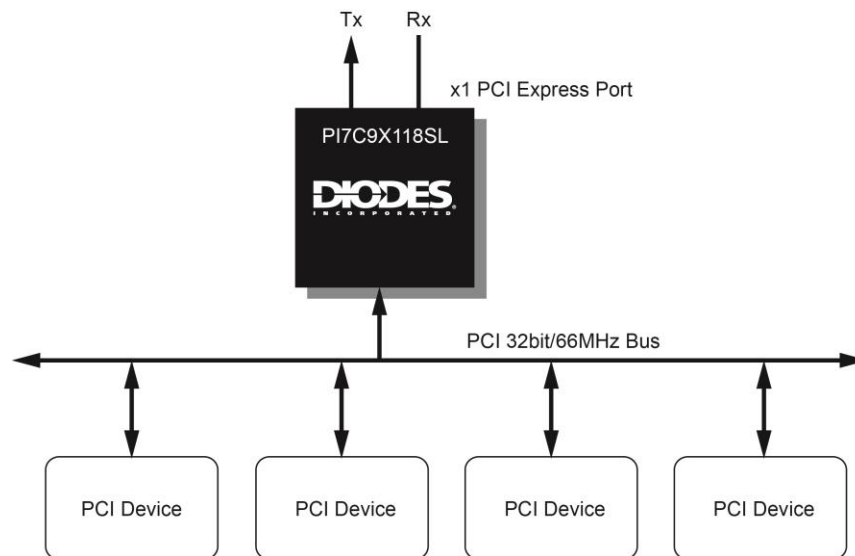 Tx Rx
x1 PCI Express Port
PI7C9X118SL
DIODES
INCORPORATED
PCI 32bit/66MHz Bus
PCI Device PCI Device PCI Device PCI Device